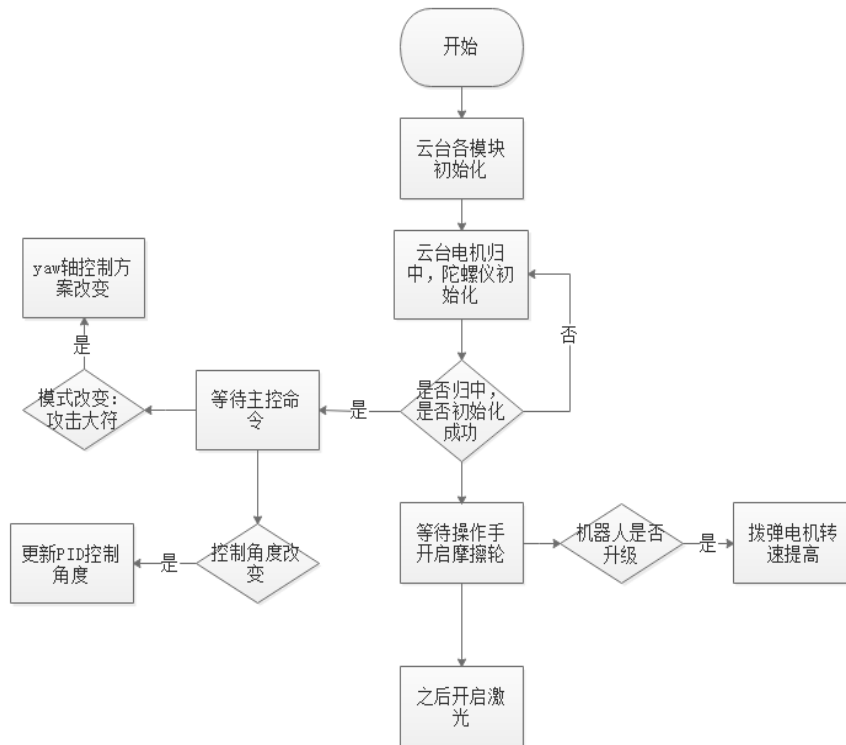 开始
云台各模块
初始化
云台电机归
中，陀螺仪初
始化
否
是否归中，
是否初始化
成功
是
等待主控命
令
模式改变：
攻击大符
是
yaw轴控制方
案改变
控制角度改
变
是
更新PID控制
角度
等待操作手
开启摩擦轮
机器人是否
升级
是
拨弹电机转
速提高
之后开启激
光